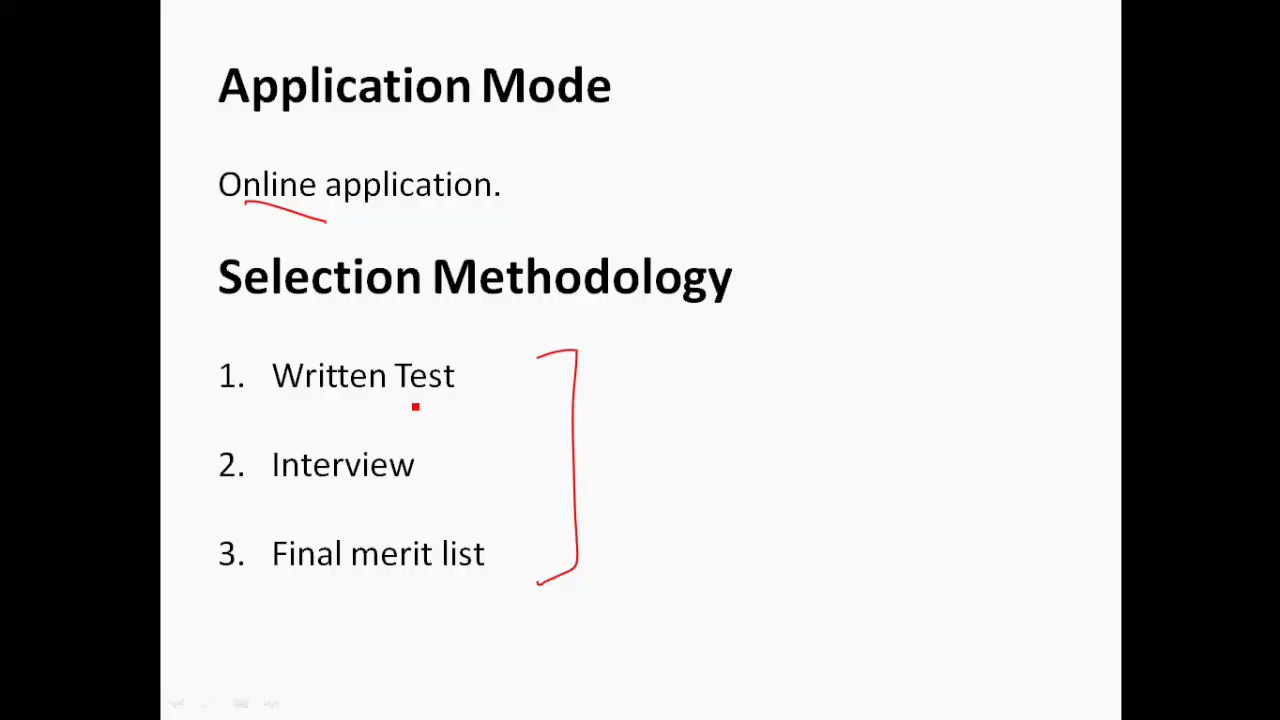 Application Mode
Online application.
Selection Methodology
1. Written Test
2. Interview
3. Final merit list